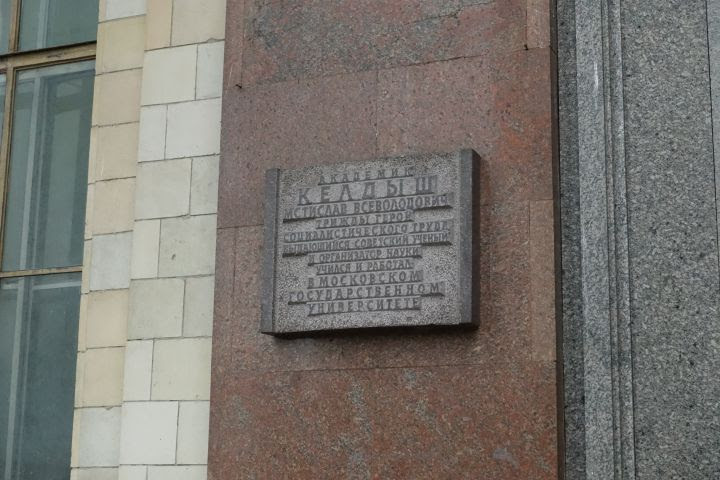 АКАДЕМИК
КЕЛДЫШ
МСТИСЛАВ ВСЕВОЛОДОВИЧ
ТРИЖДЫ ГЕРОЙ
СОЦИАЛИСТИЧЕСКОГО ТРУДА
ВЫДАЮЩИЙСЯ СОВЕТСКИЙ УЧЕНЫЙ
И ОРГАНИЗАТОР НАУКИ
УЧИЛСЯ И РАБОТАЛ
В МОСКОВСКОМ
ГОСУДАРСТВЕННОМ
УНИВЕРСИТЕТЕ